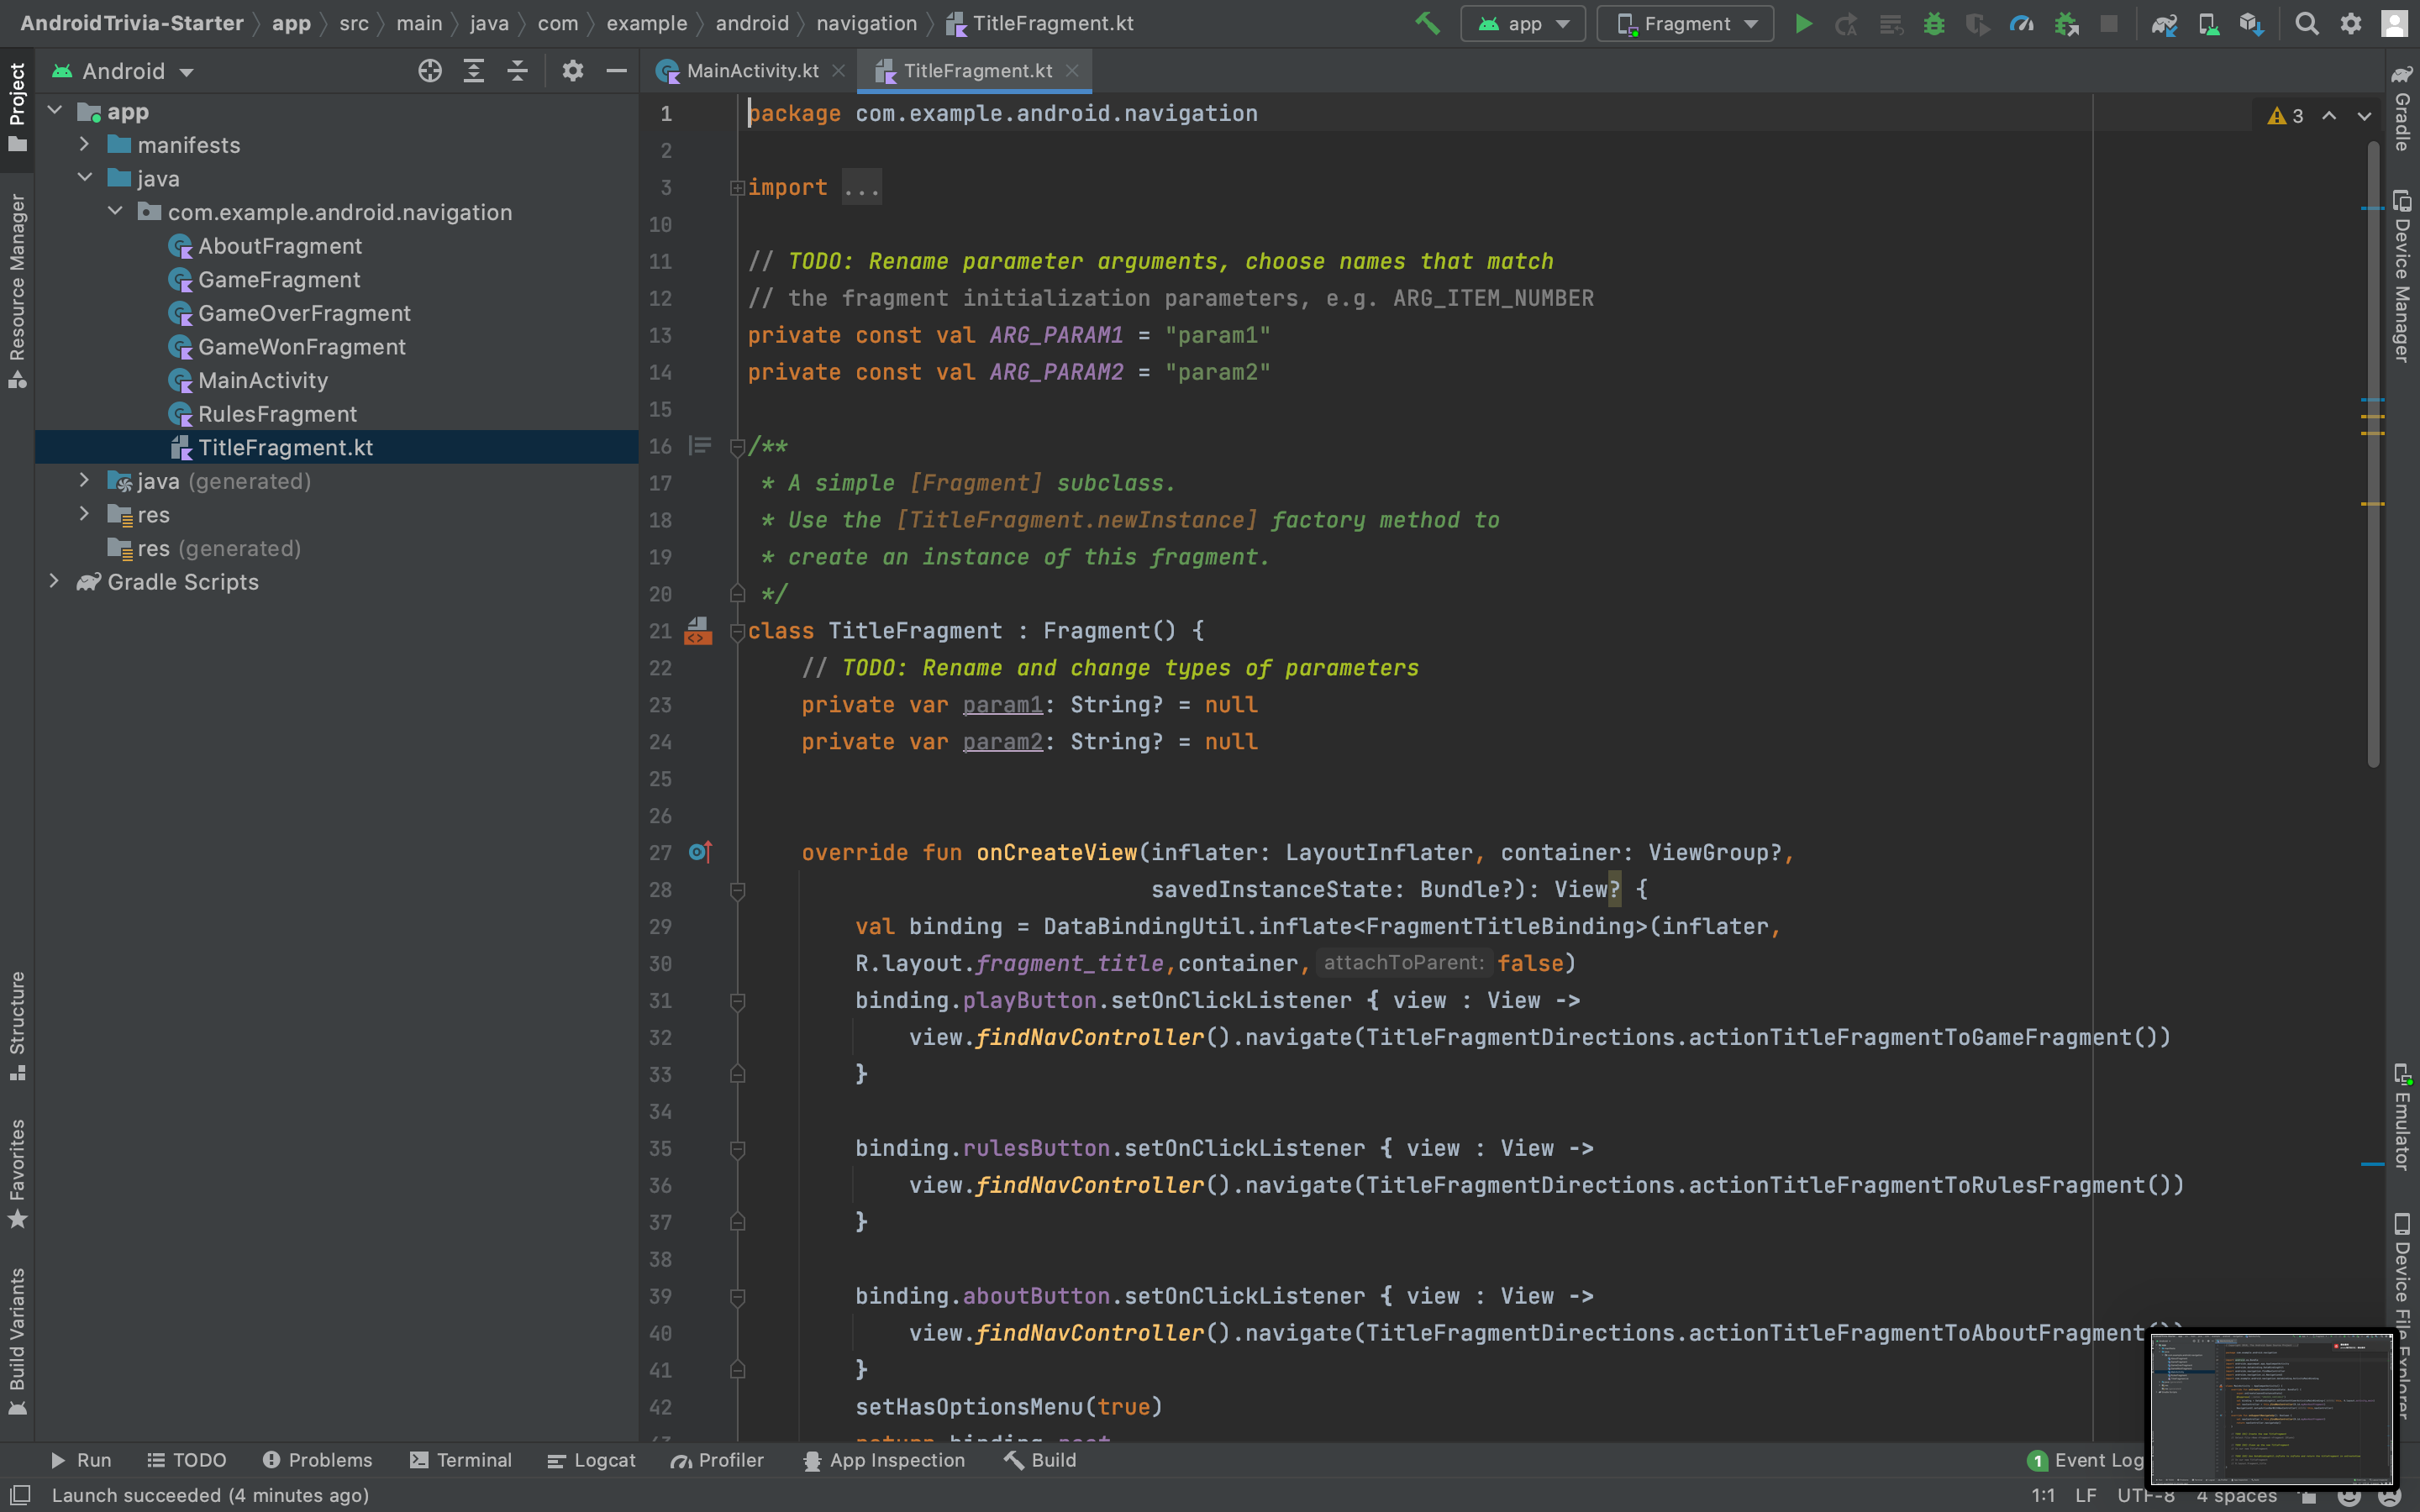 AndroidTrivia-Starter app src main java com example android navigation TitleFragment.kt app Fragment
Project
Resource Manager
Structure
Favorites
Build Variants
Android
app
manifests
java
com.example.android.navigation
AboutFragment
GameFragment
GameOverFragment
GameWonFragment
MainActivity
RulesFragment
TitleFragment.kt
java (generated)
res
res (generated)
Gradle Scripts
MainActivity.kt TitleFragment.kt
3
1 package com.example.android.navigation
2
3 import ...
10
11 // TODO: Rename parameter arguments, choose names that match
12 // the fragment initialization parameters, e.g. ARG_ITEM_NUMBER
13 private const val ARG_PARAM1 = "param1"
14 private const val ARG_PARAM2 = "param2"
15
16 /**
17 * A simple [Fragment] subclass.
18 * Use the [TitleFragment.newInstance] factory method to
19 * create an instance of this fragment.
20 */
21 class TitleFragment : Fragment() {
22 // TODO: Rename and change types of parameters
23 private var param1: String? = null
24 private var param2: String? = null
25
26
27 override fun onCreateView(inflater: LayoutInflater, container: ViewGroup?,
28 savedInstanceState: Bundle?): View? {
29 val binding = DataBindingUtil.inflate<FragmentTitleBinding>(inflater,
30 R.layout.fragment_title,container, attachToParent: false)
31 binding.playButton.setOnClickListener { view : View ->
32 view.findNavController().navigate(TitleFragmentDirections.actionTitleFragmentToGameFragment())
33 }
34
35 binding.rulesButton.setOnClickListener { view : View ->
36 view.findNavController().navigate(TitleFragmentDirections.actionTitleFragmentToRulesFragment())
37 }
38
39 binding.aboutButton.setOnClickListener { view : View ->
40 view.findNavController().navigate(TitleFragmentDirections.actionTitleFragmentToAboutFragment())
41 }
42 setHasOptionsMenu(true)
43 return binding.root
Gradle
Device Manager
Emulator
Device File Explorer
Run TODO Problems Terminal Logcat Profiler App Inspection Build 1 Event Log
Launch succeeded (4 minutes ago) 1:1 LF UTF-8 4 spaces